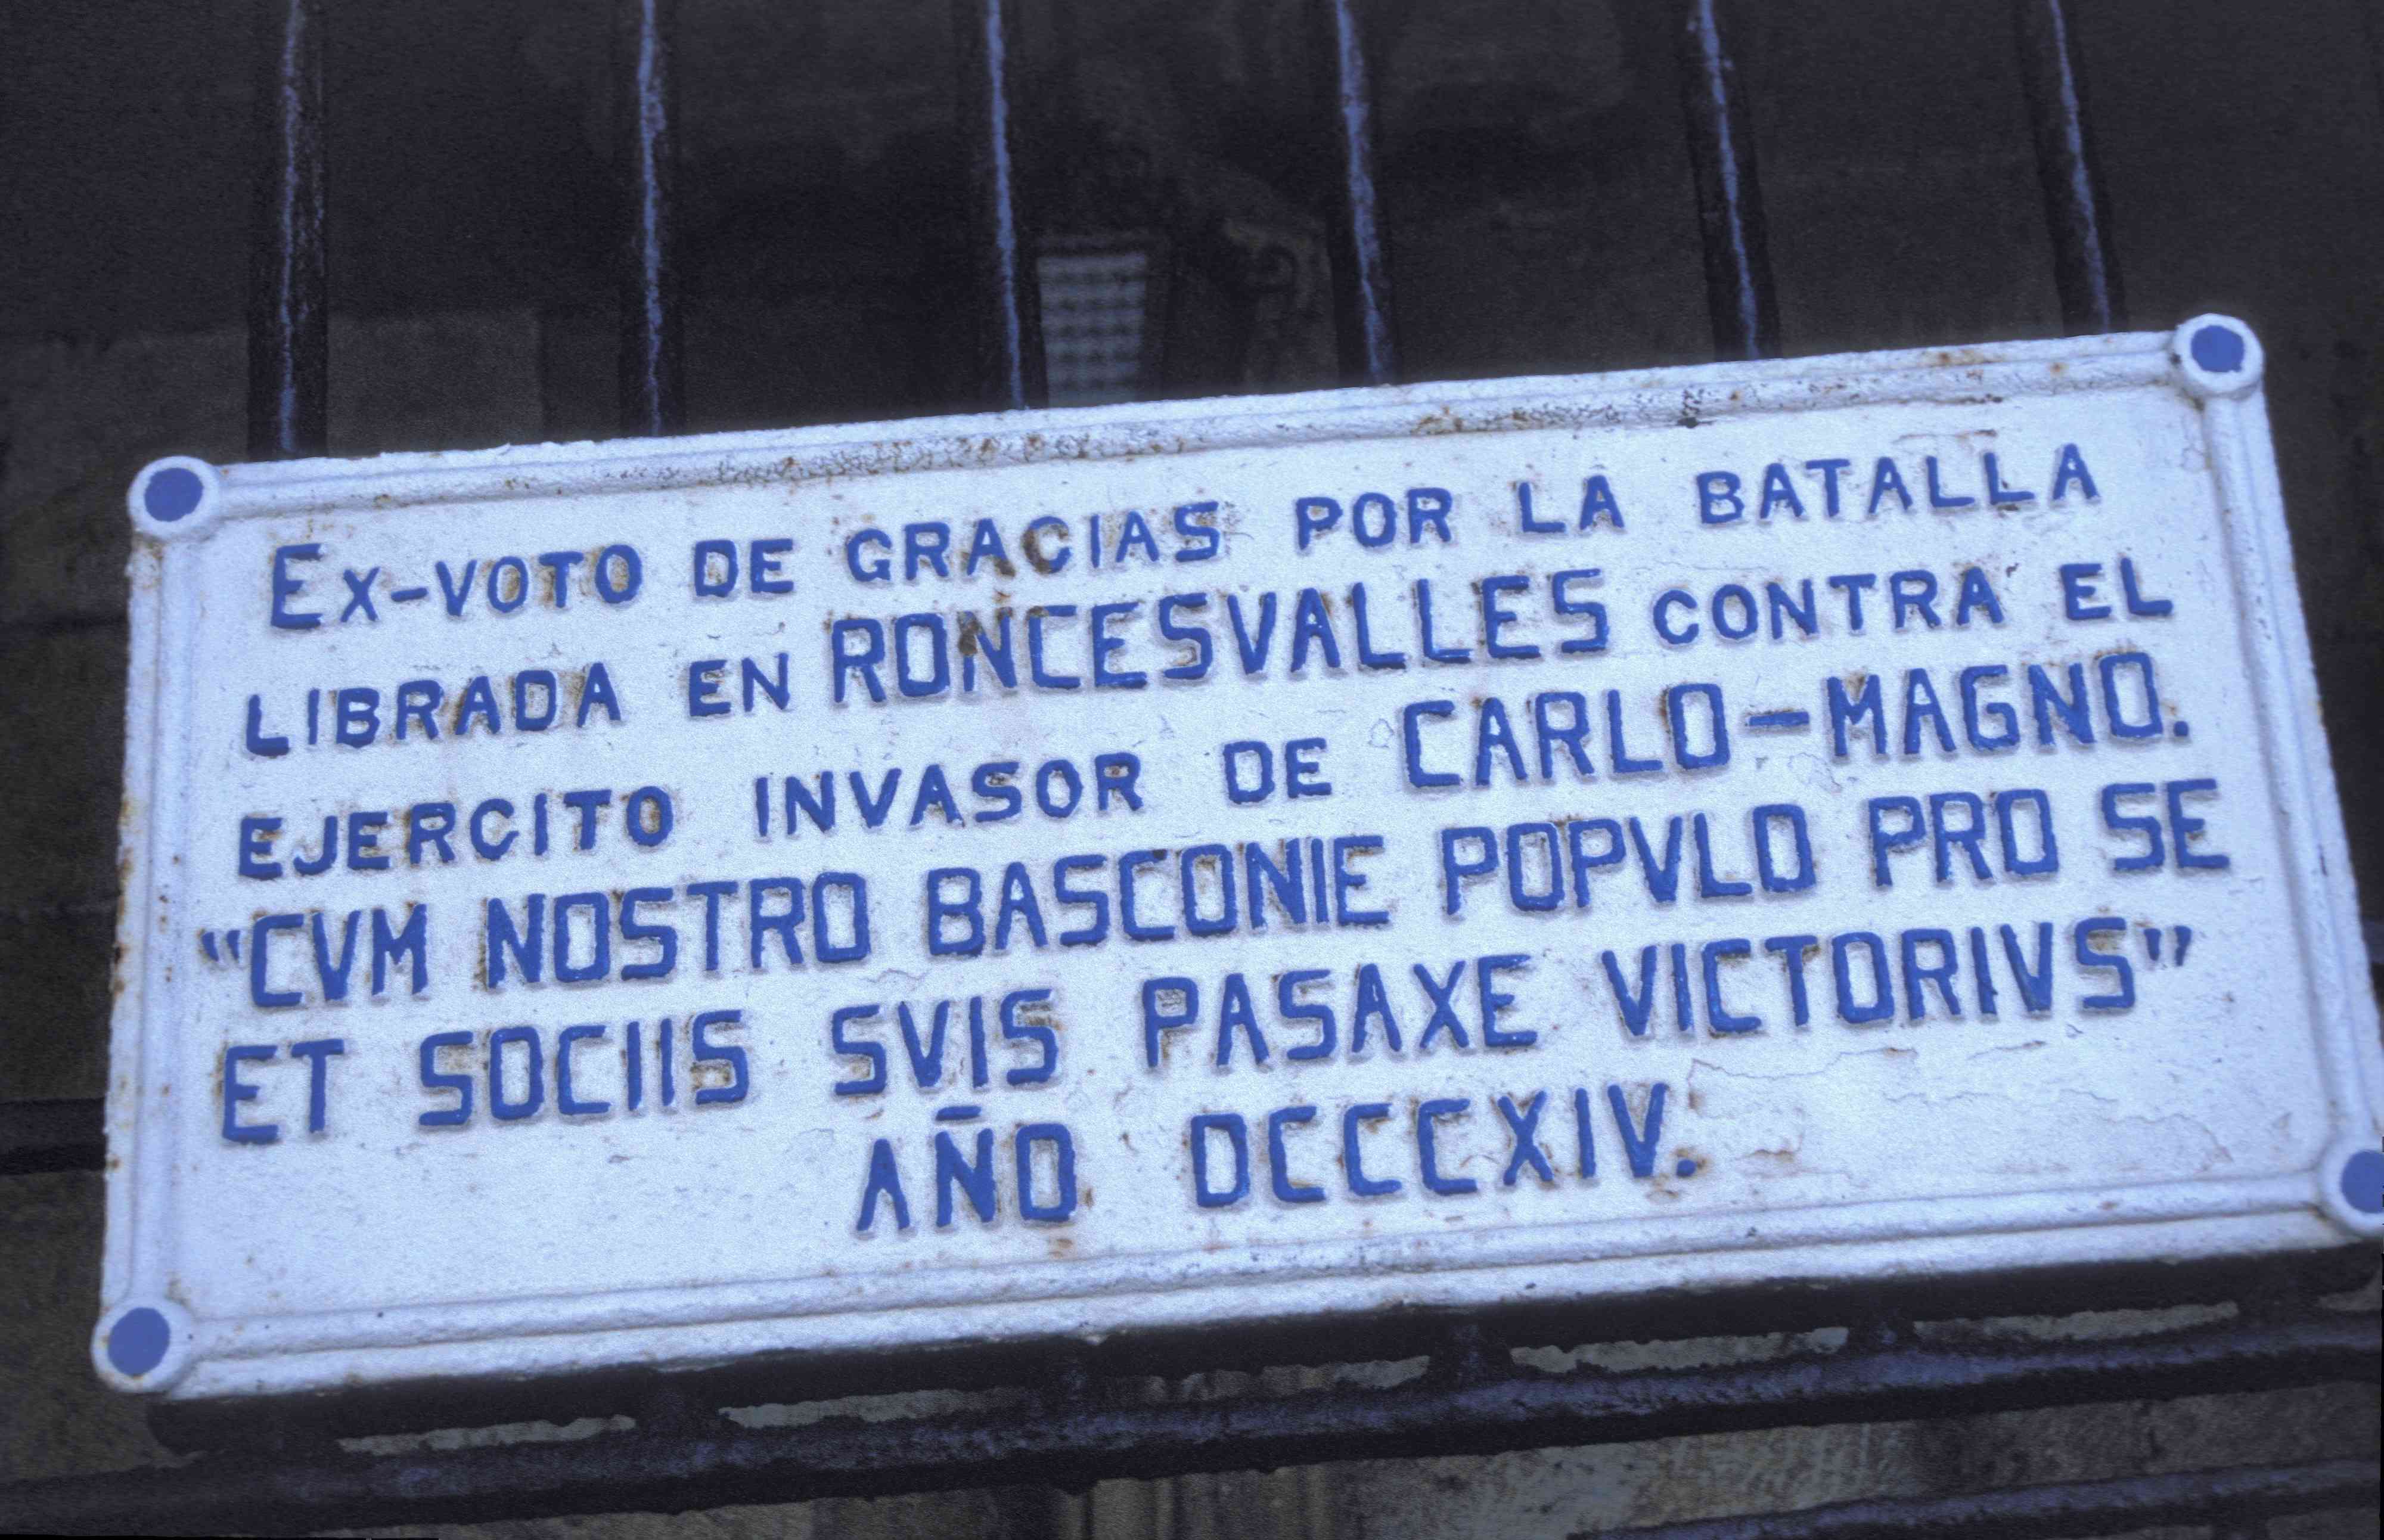 EX-VOTO DE GRACIAS POR LA BATALLA
LIBRADA EN RONCESVALLES CONTRA EL
EJERCITO INVASOR DE CARLO-MAGNO.
"CVM NOSTRO BASCONIE POPVLO PRO SE
ET SOCIIS SVIS PASAXE VICTORIVS"
AÑO DCCCXIV.